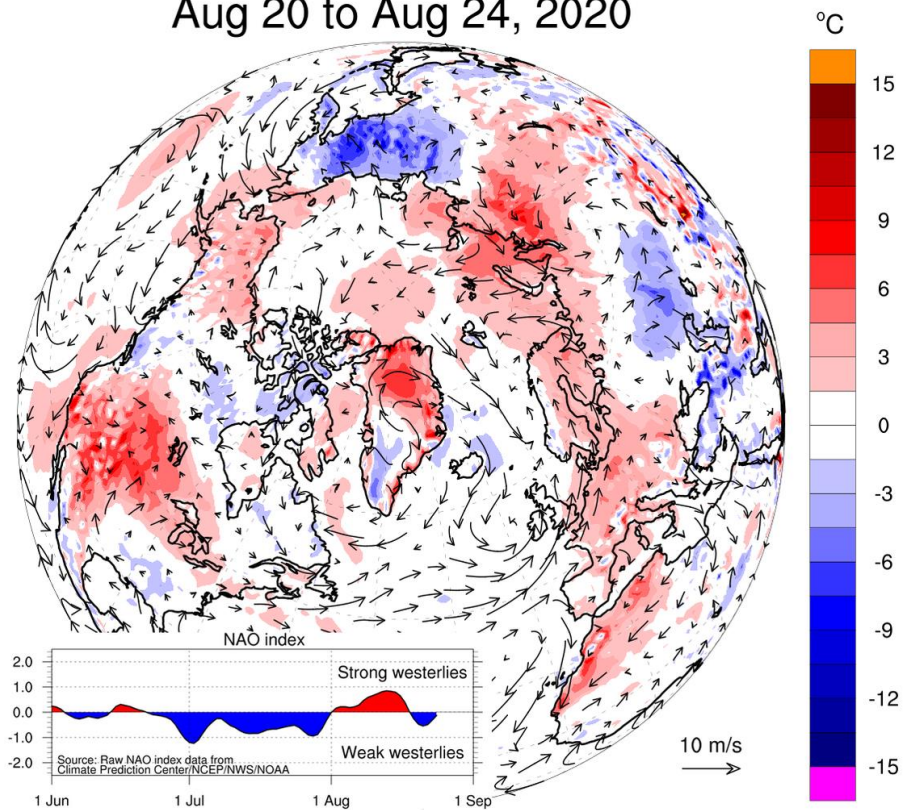 Aug 20 to Aug 24, 2020
ºC
15
12
9
6
3
0
-3
-6
-9
-12
-15
NAO index
2.0
1.0
0.0
-1.0
-2.0
Strong westerlies
Weak westerlies
Source: Raw NAO index data from
Climate Prediction Center/NCEP/NWS/NOAA
1 Jun
1 Jul
1 Aug
1 Sep
10 m/s